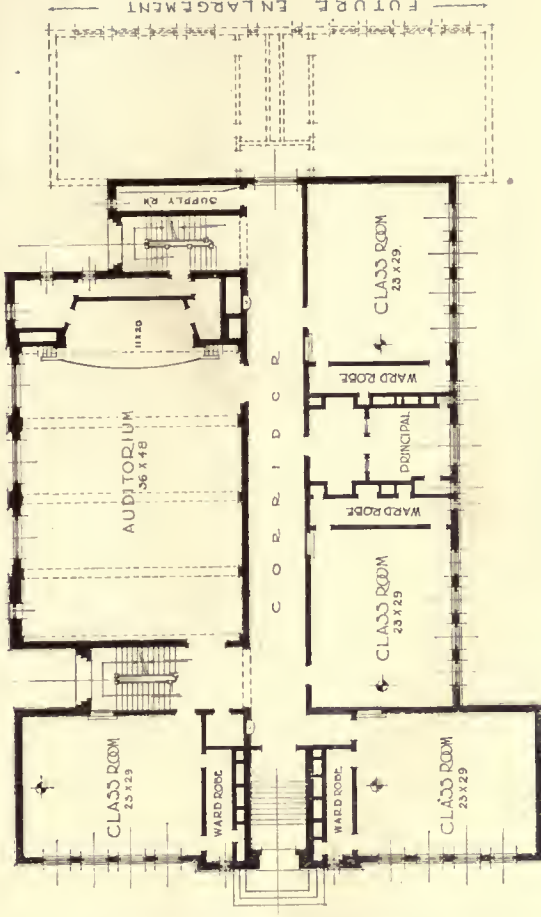 FUTURE ENLARGEMENT
SUPPLY RM
CLASS ROOM
23 X 29.
11 X 20
WARD ROBE
AUDITORIUM
36 X 48
CORRIDOR
PRINCIPAL
WARD ROBE
CLASS ROOM
23 X 29
CLASS ROOM
23 X 29
WARD ROBE
WARD ROBE
CLASS ROOM
23 X 29